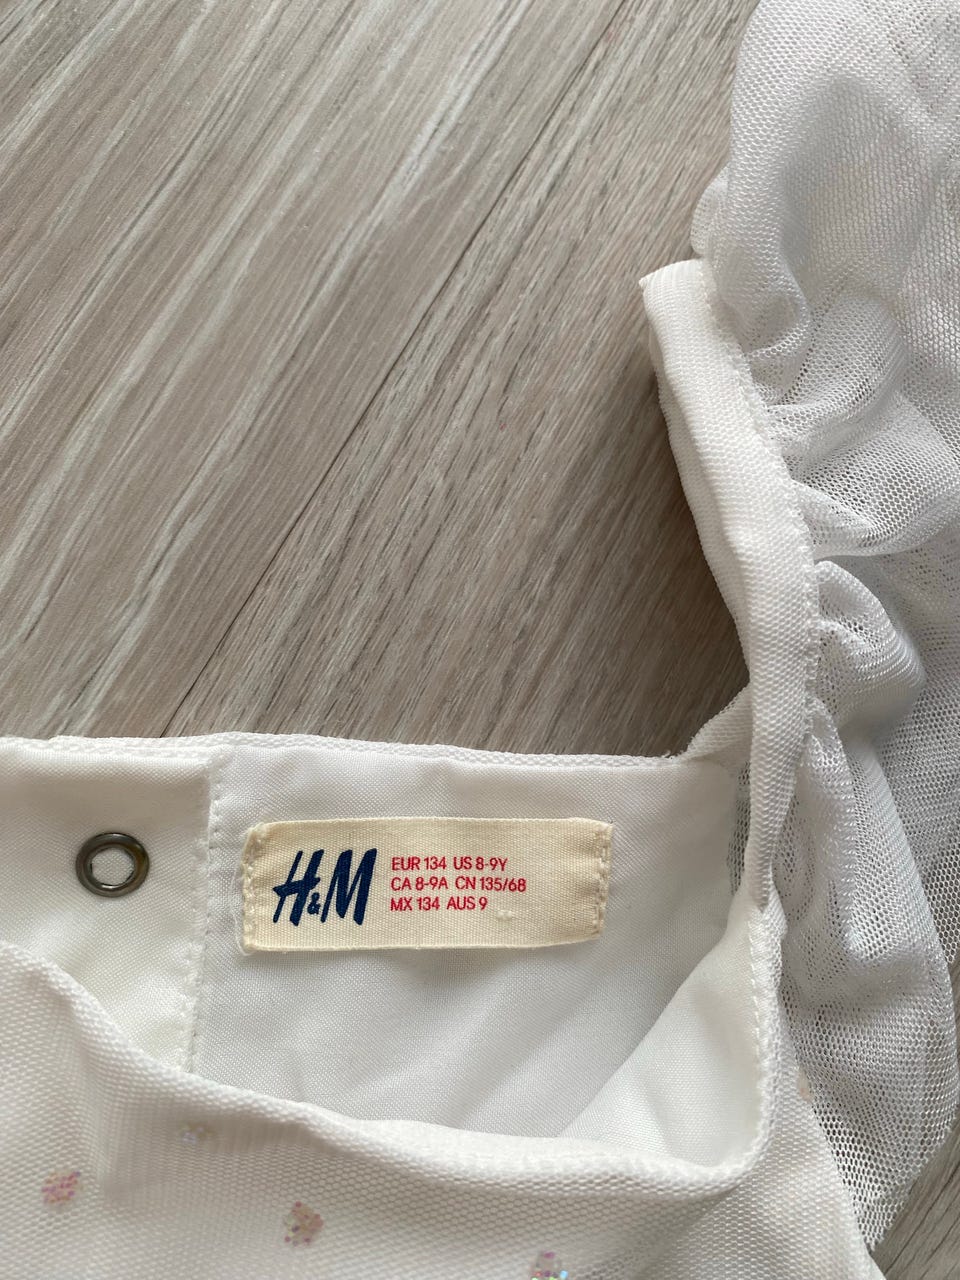 H&M
EUR 134 US 8-9Y
CA 8-9A CN 135/68
MX 134 AUS 9